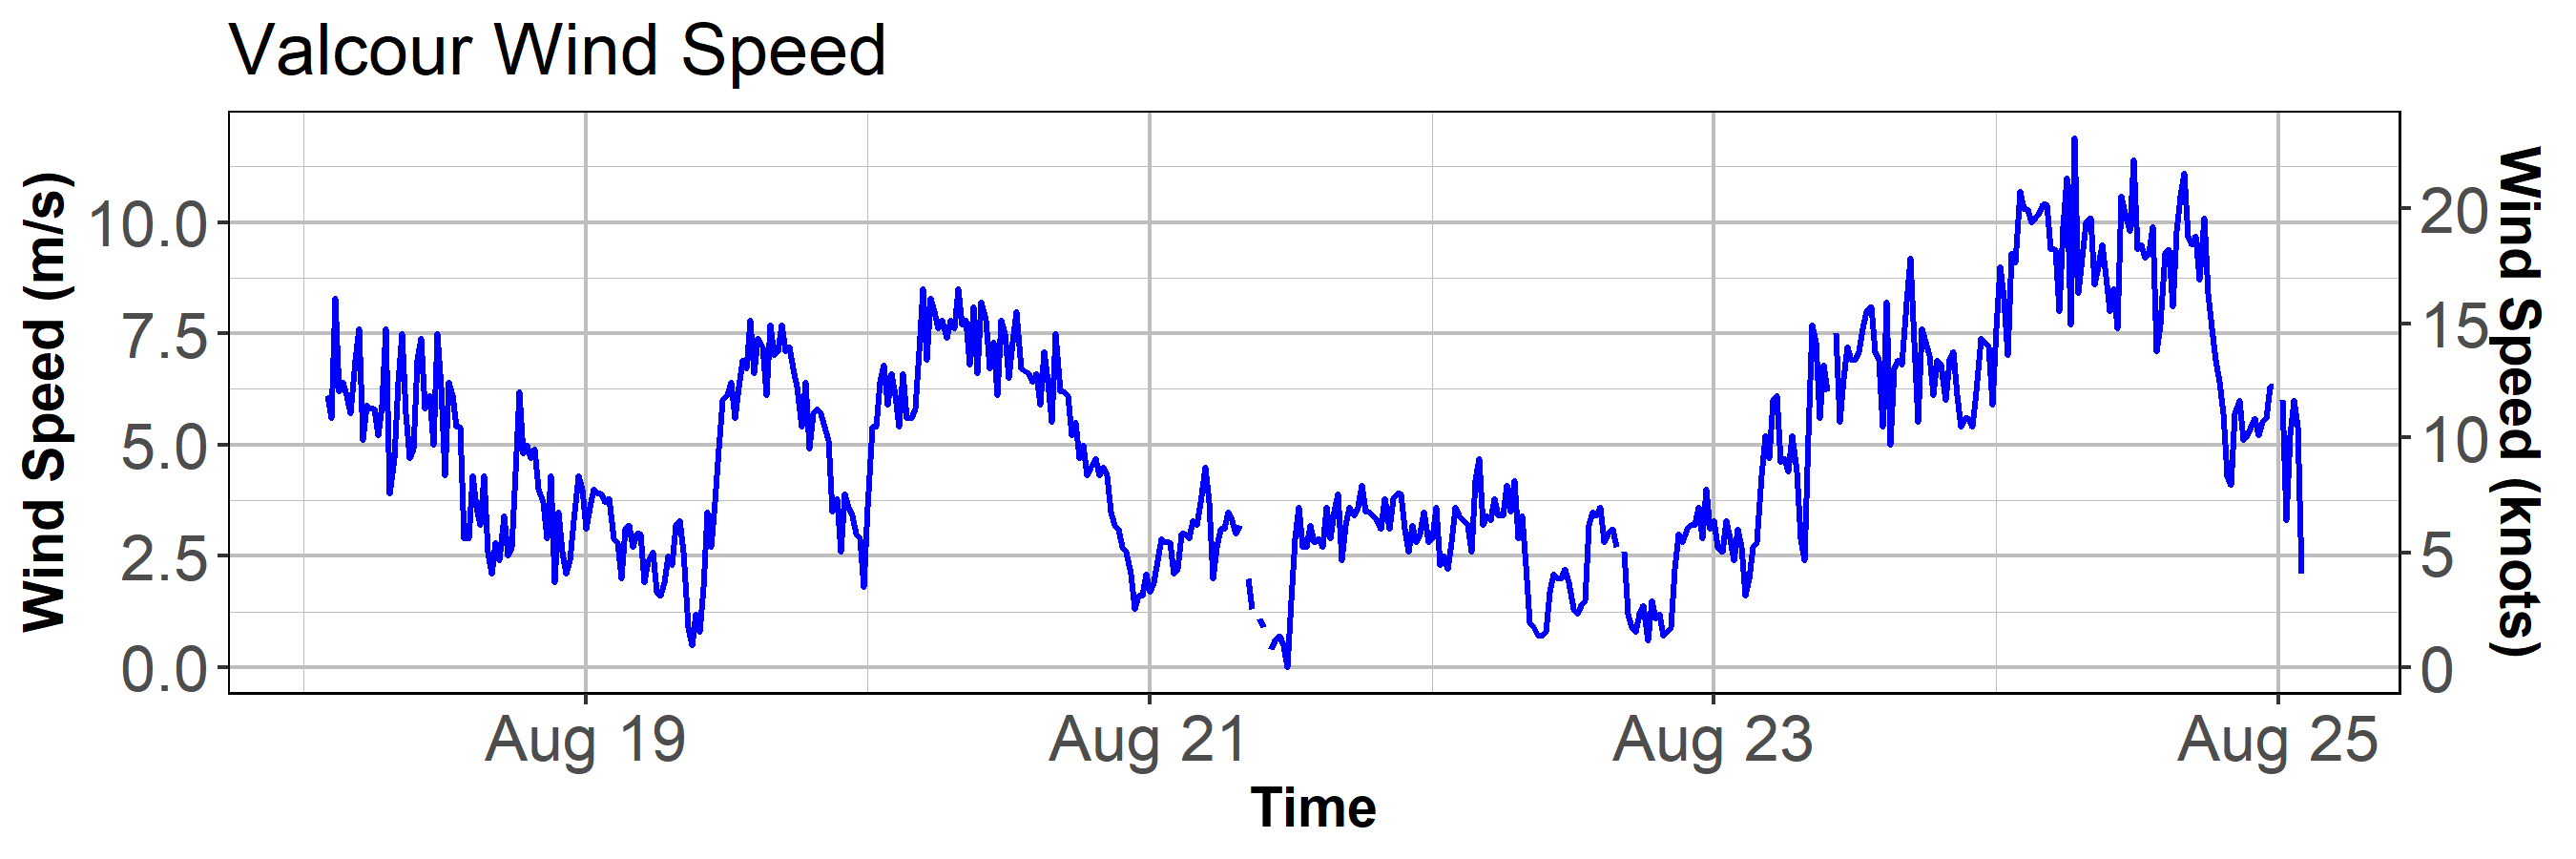 Valcour Wind Speed
Wind Speed (m/s)
10.0
7.5
5.0
2.5
0.0
20
15
10
5
0
Wind Speed (knots)
Aug 19
Aug 21
Aug 23
Aug 25
Time